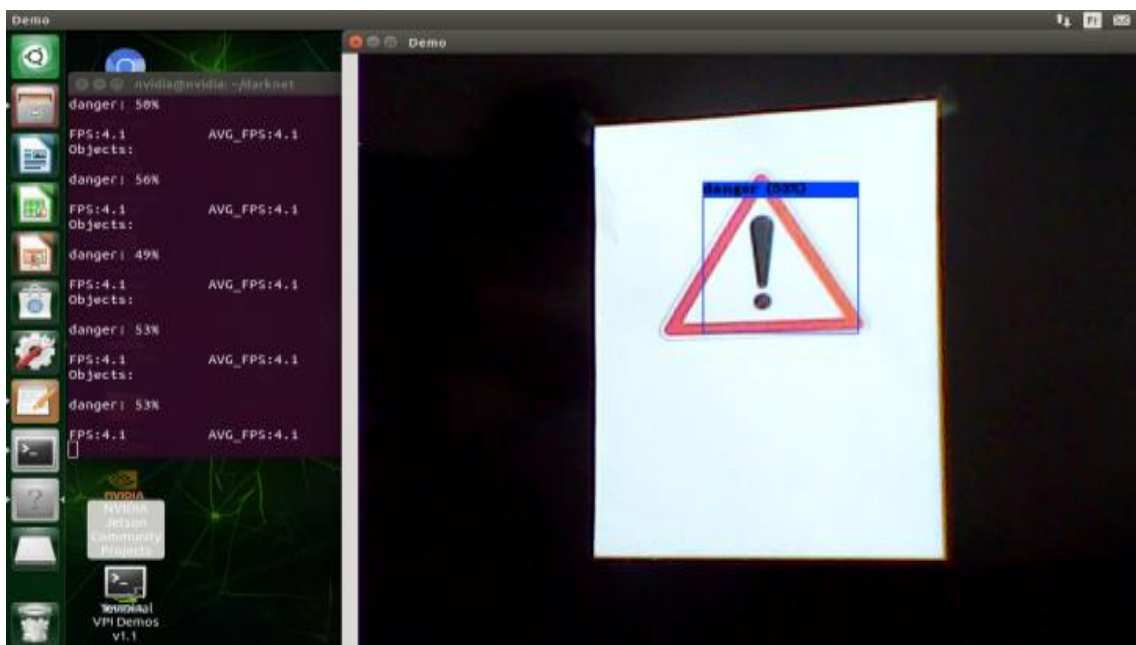 Demo
Fr
Demo
nvidia@nvidia: ~/darknet
danger: 50%
FPS:4.1 AVG_FPS:4.1
Objects:
danger: 56%
FPS:4.1 AVG_FPS:4.1
Objects:
danger: 49%
FPS:4.1 AVG_FPS:4.1
Objects:
danger: 53%
FPS:4.1 AVG_FPS:4.1
Objects:
danger: 53%
FPS:4.1 AVG_FPS:4.1
danger (53%)
!
NVIDIA
NVIDIA
Jetson
Community
Projects
VPI Demos
v1.1